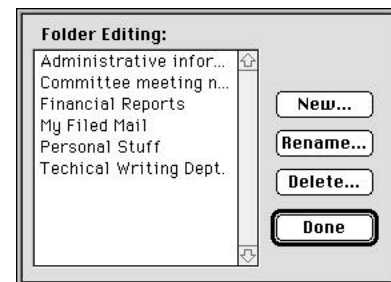 Folder Editing:
Administrative infor...
Committee meeting n...
Financial Reports
My Filed Mail
Personal Stuff
Techical Writing Dept.
New...
Rename...
Delete...
Done